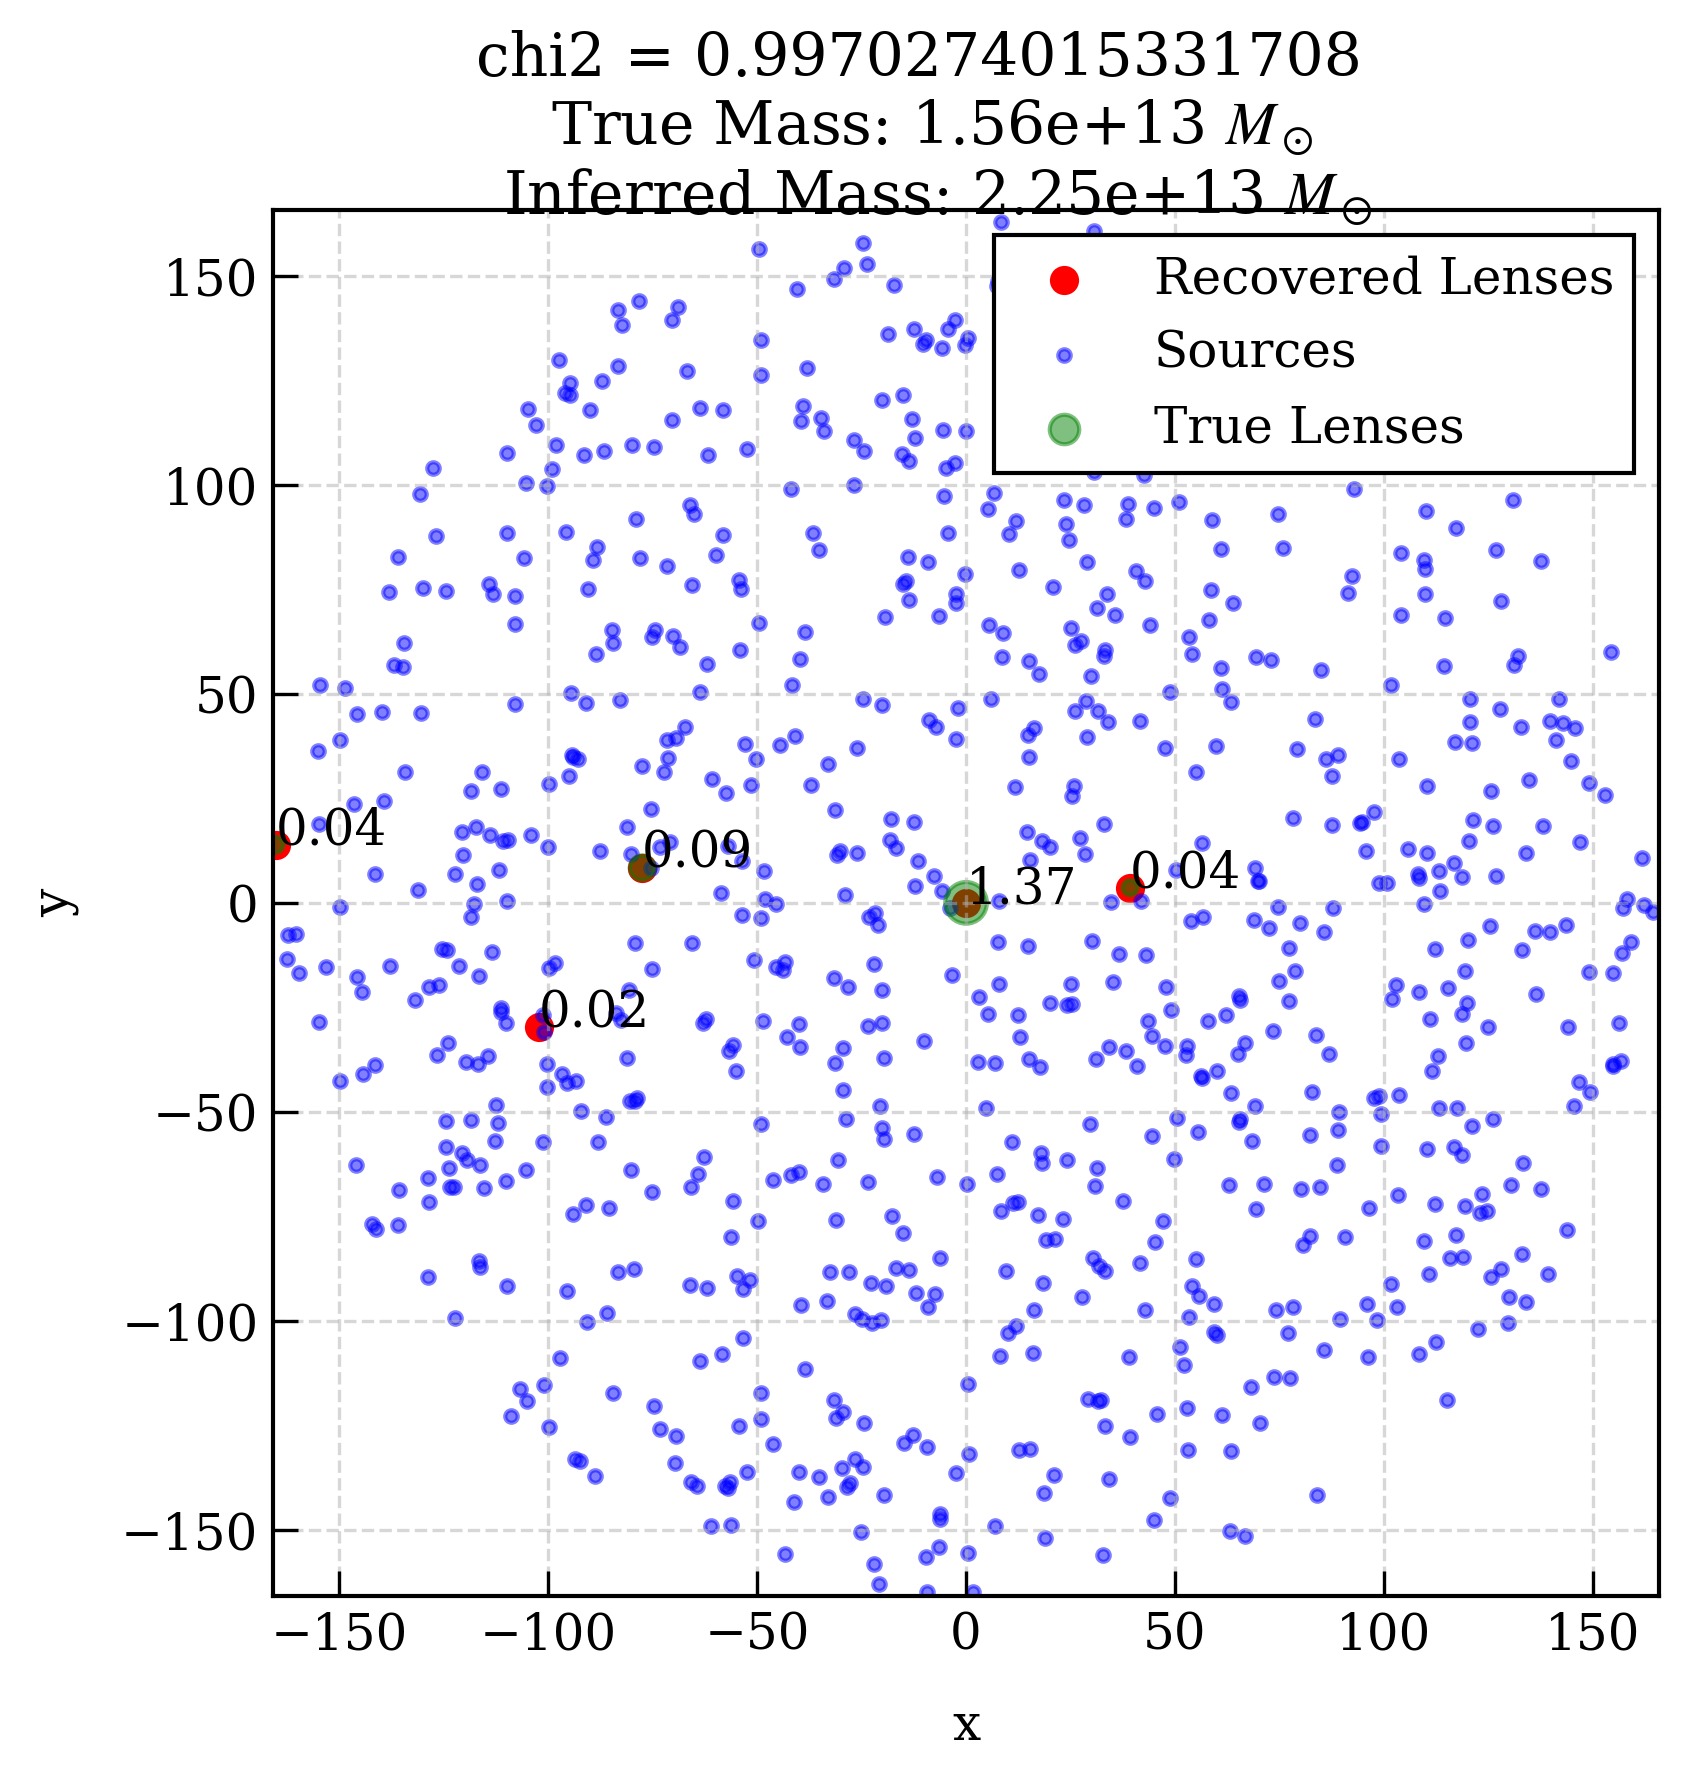 chi2 = 0.9970274015331708
True Mass: 1.56e+13 M⊙
Inferred Mass: 2.25e+13 M⊙
Recovered Lenses
Sources
True Lenses
150
100
50
0
−50
−100
−150
y
0.04
0.09
1.37
0.04
0.02
−150
−100
−50
0
50
100
150
x